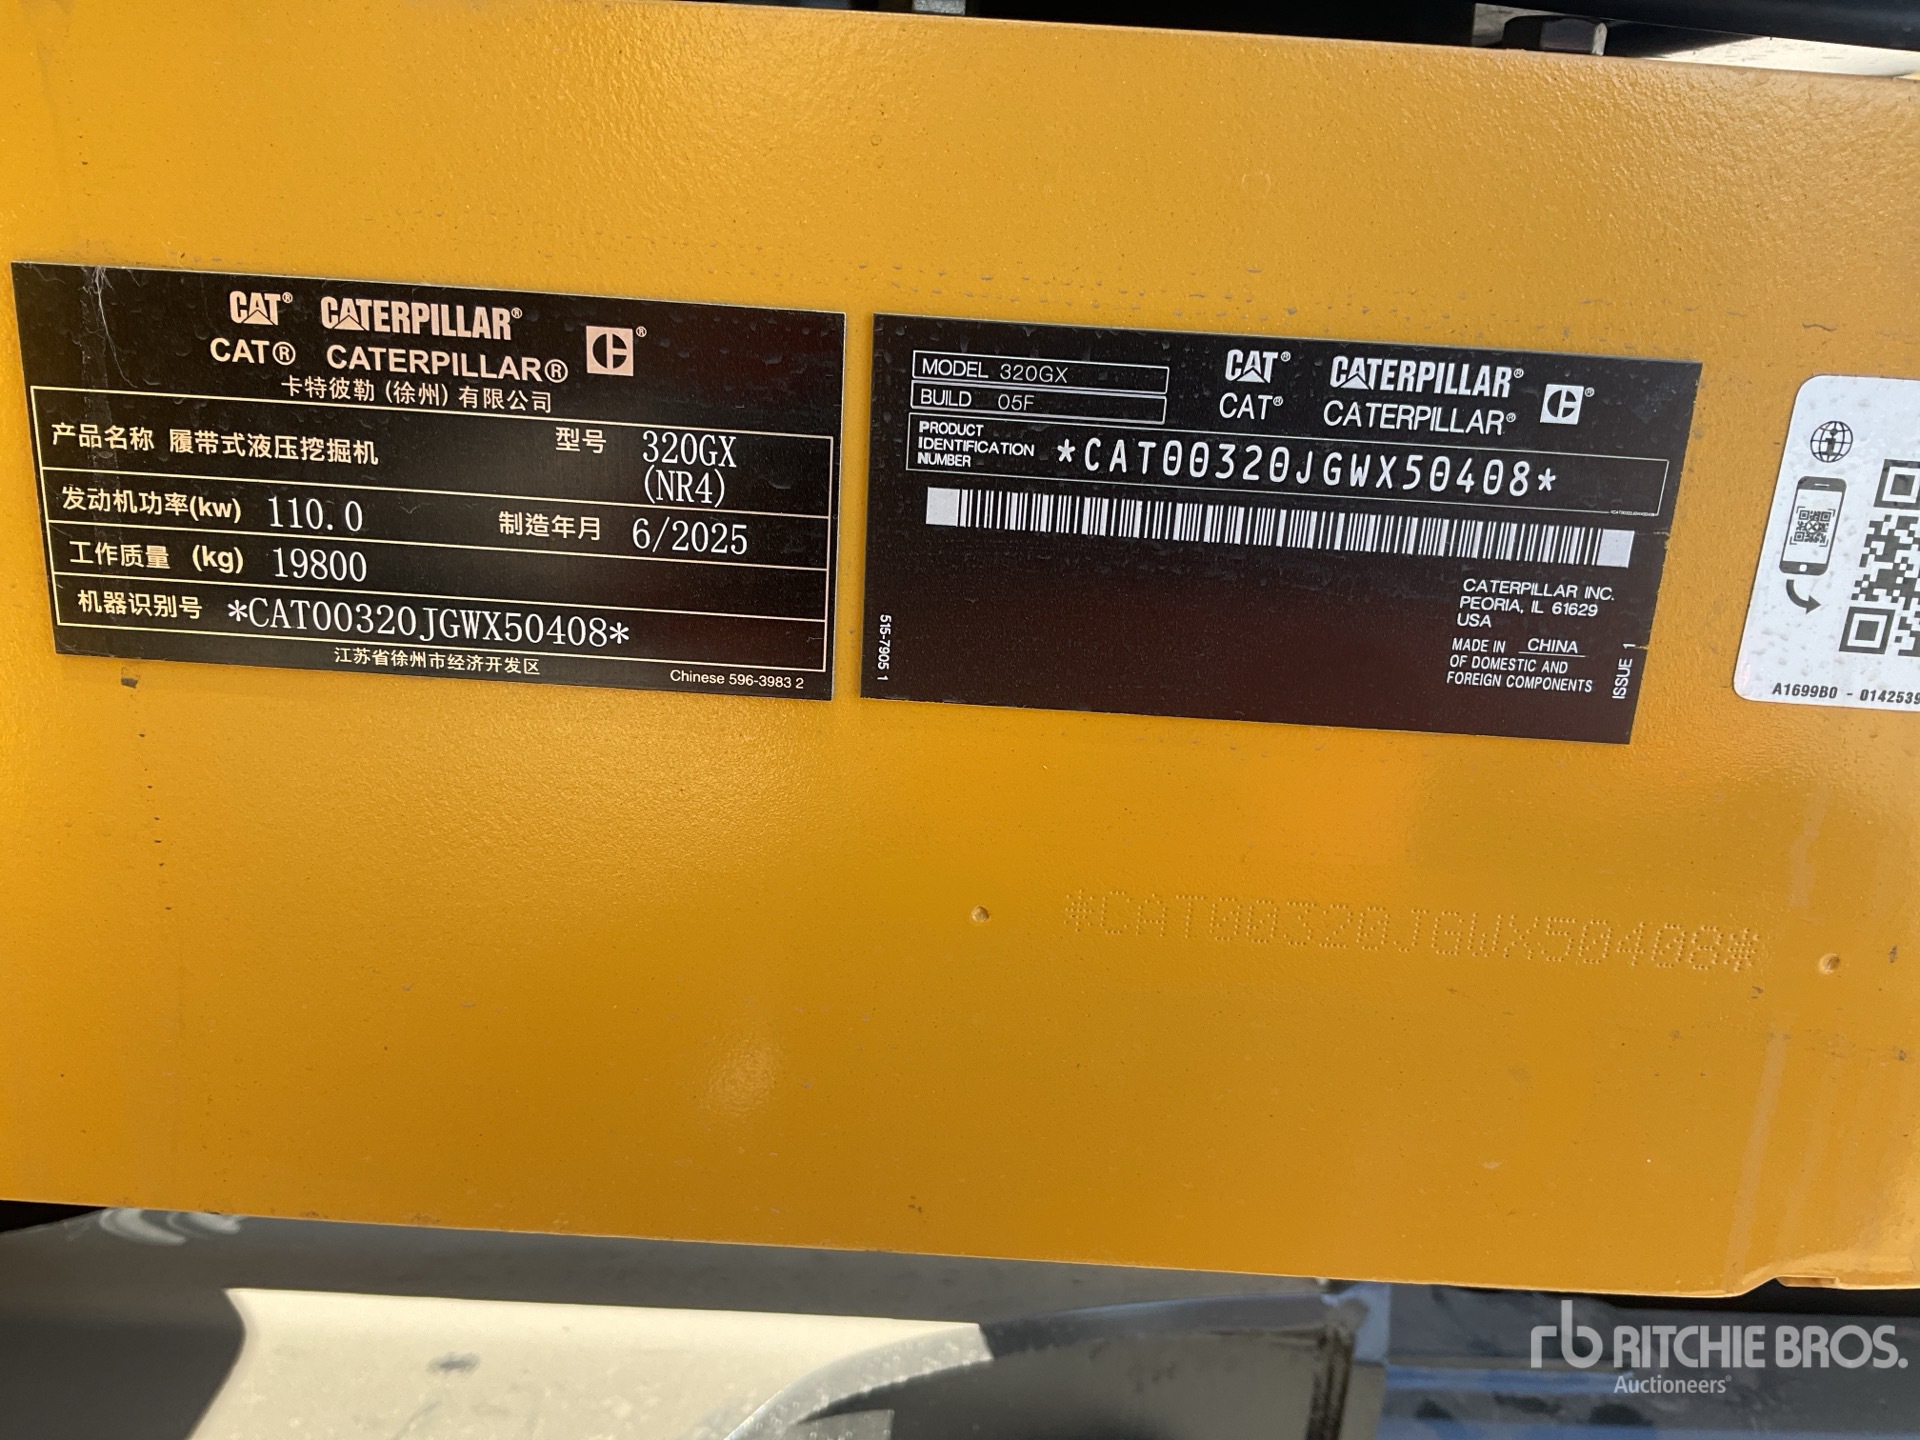 CAT® CATERPILLAR®
CAT® CATERPILLAR®
卡特彼勒 (徐州) 有限公司
产品名称 履带式液压挖掘机 型号 320GX
(NR4)
发动机功率(kw) 110.0 制造年月 6/2025
工作质量 (kg) 19800
机器识别号 *CAT00320JGWX50408*
江苏省徐州市经济开发区
Chinese 596-3983 2
MODEL 320GX
BUILD 05F
CAT® CATERPILLAR®
CAT® CATERPILLAR®
PRODUCT
IDENTIFICATION
NUMBER
*CAT00320JGWX50408*
CATERPILLAR INC.
PEORIA, IL 61629
USA
MADE IN CHINA
OF DOMESTIC AND
FOREIGN COMPONENTS
515-7905 1
ISSUE 1
A1699B0 - 0142539
*CAT00320JGWX50408*
rb RITCHIE BROS.
Auctioneers